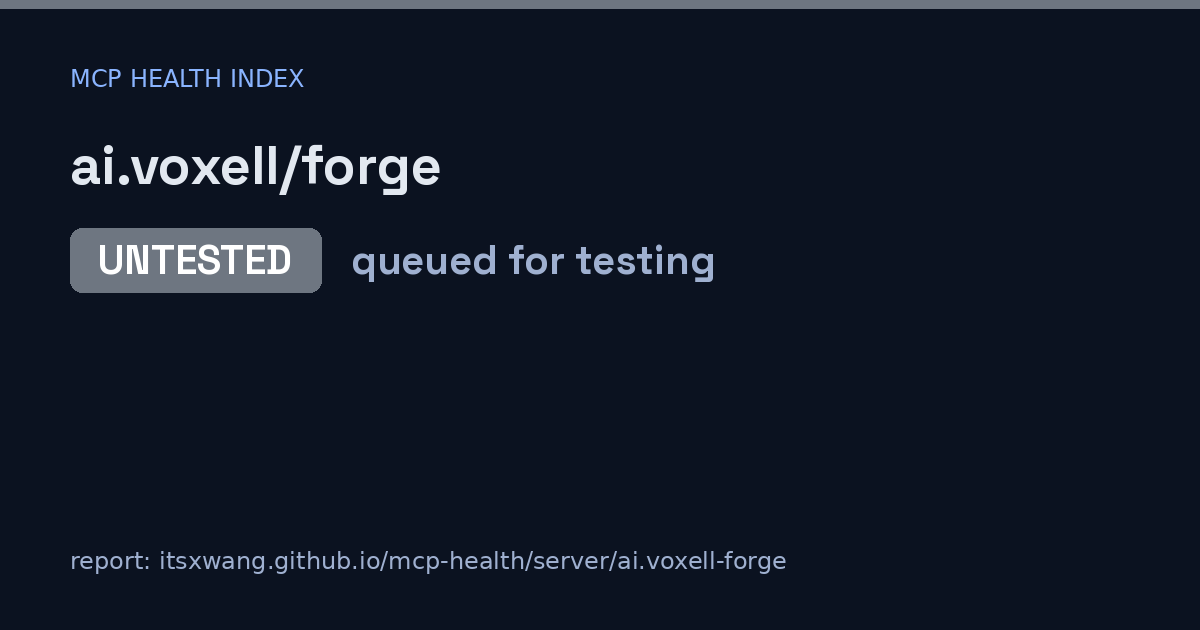 MCP HEALTH INDEX
ai.voxell/forge
UNTESTED queued for testing
report: itsxwang.github.io/mcp-health/server/ai.voxell-forge